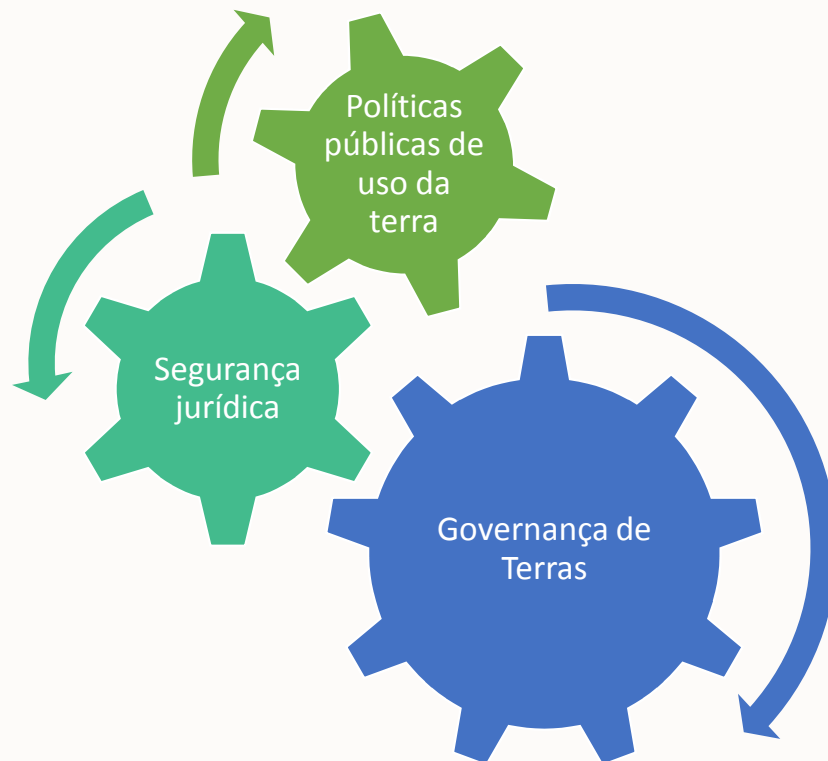 Políticas
públicas de
uso da
terra
Segurança
jurídica
Governança de
Terras